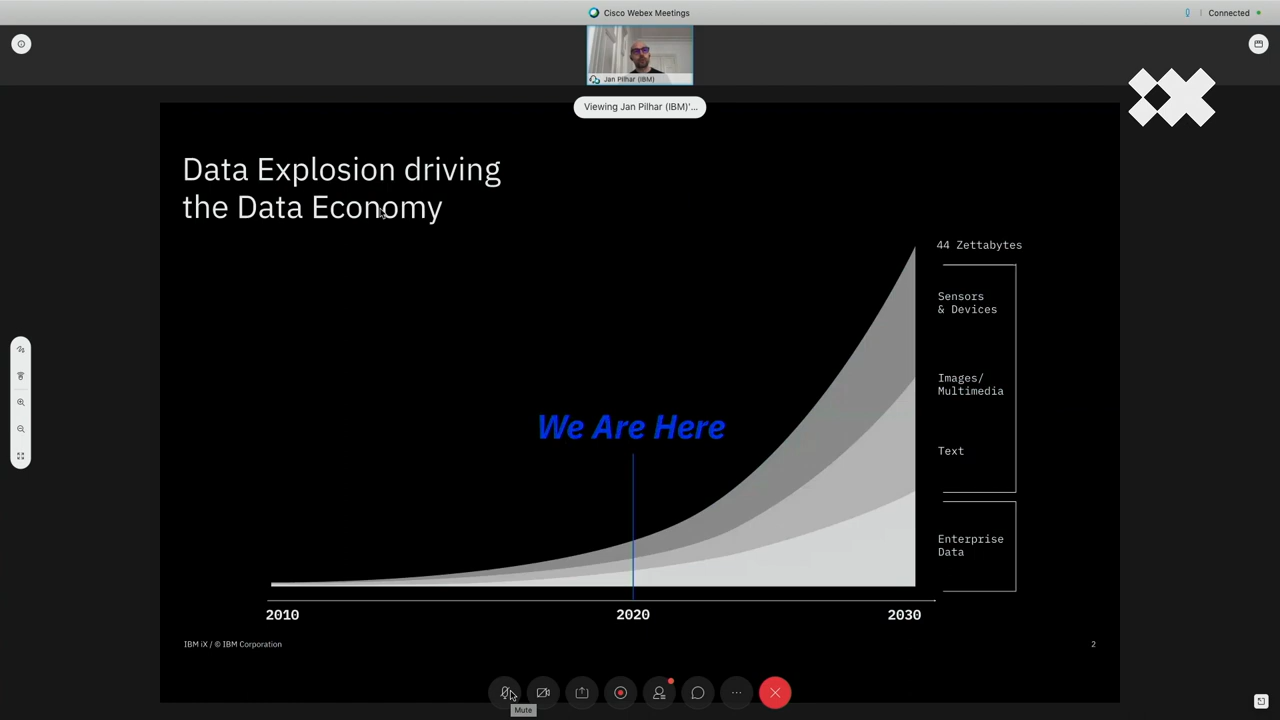 Cisco Webex Meetings
Connected
Jan Pilhar (IBM)
Viewing Jan Pilhar (IBM)'...
Data Explosion driving
the Data Economy
44 Zettabytes
Sensors
& Devices
Images/
Multimedia
We Are Here
Text
Enterprise
Data
2010
2020
2030
IBM iX / © IBM Corporation
2
Mute